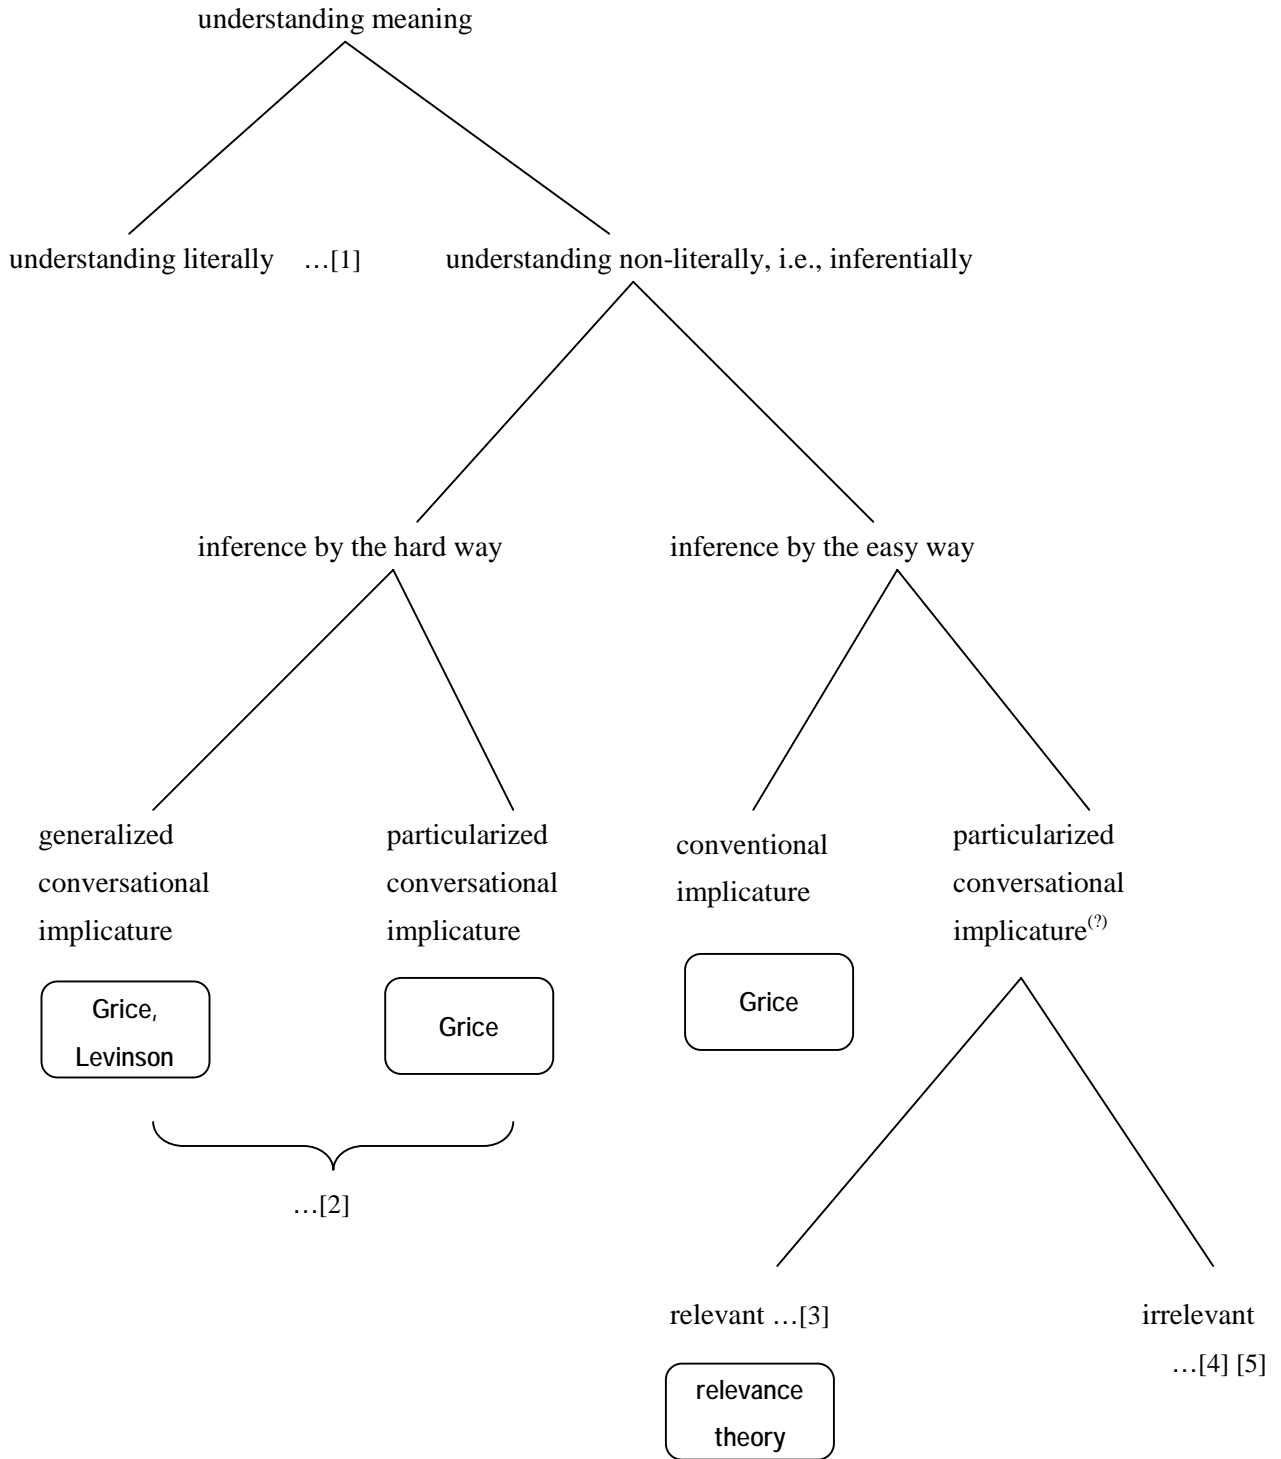 understanding meaning
understanding literally …[1]
understanding non-literally, i.e., inferentially
inference by the hard way
inference by the easy way
generalized
conversational
implicature
particularized
conversational
implicature
conventional
implicature
particularized
conversational
implicature(?)
Grice,
Levinson
Grice
Grice
…[2]
relevant …[3]
irrelevant
…[4] [5]
relevance
theory